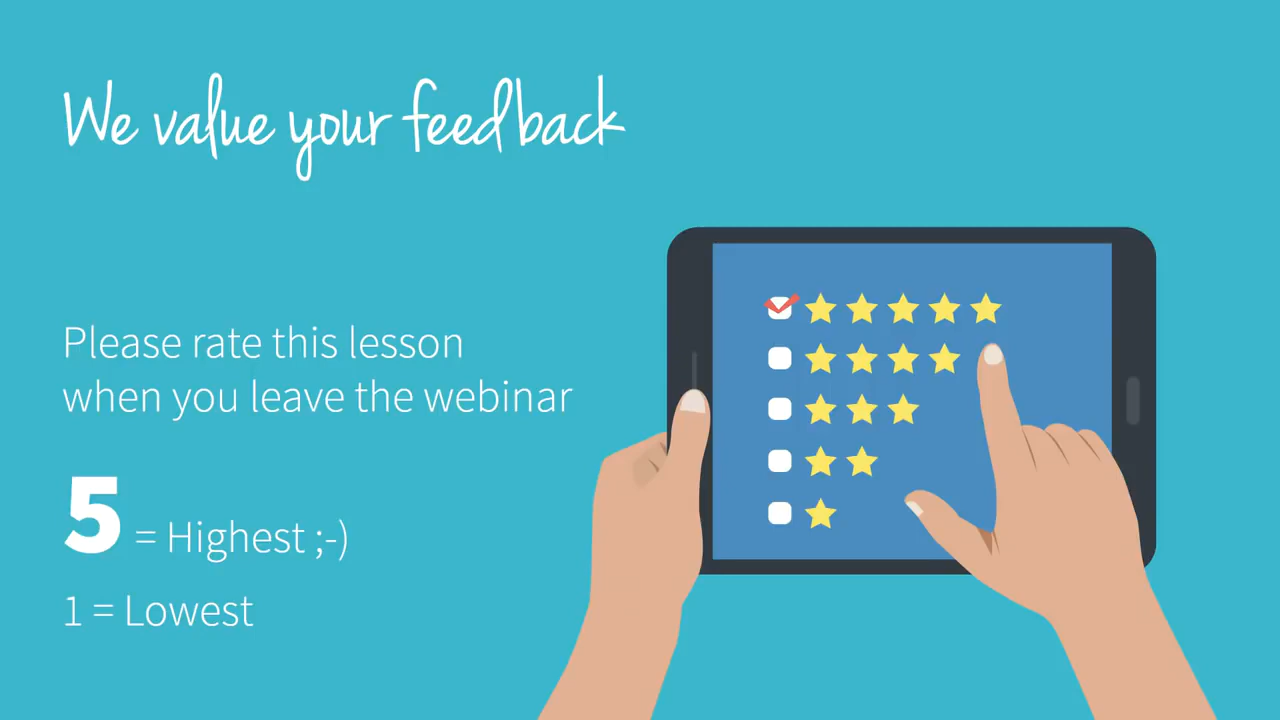 We value your feedback
Please rate this lesson
when you leave the webinar
5 = Highest ;-)
1 = Lowest